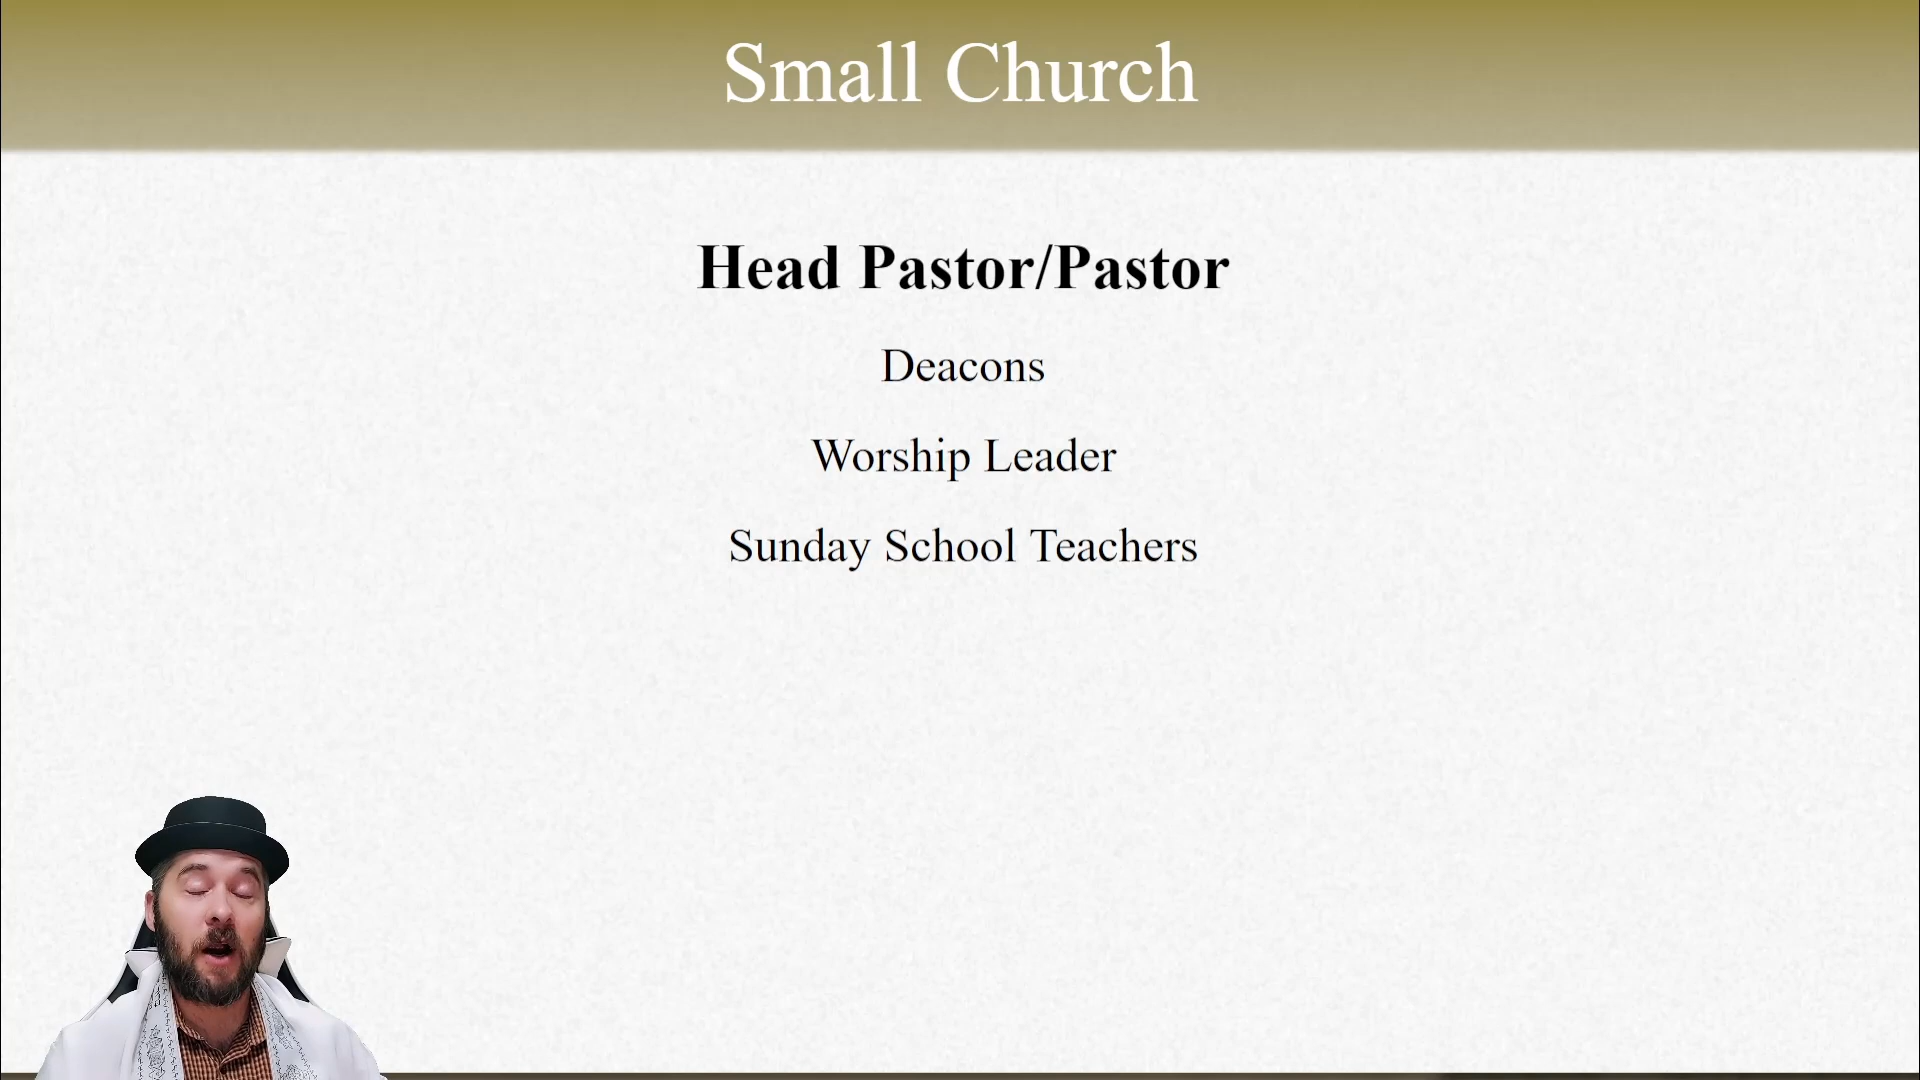 Small Church
Head Pastor/Pastor
Deacons
Worship Leader
Sunday School Teachers